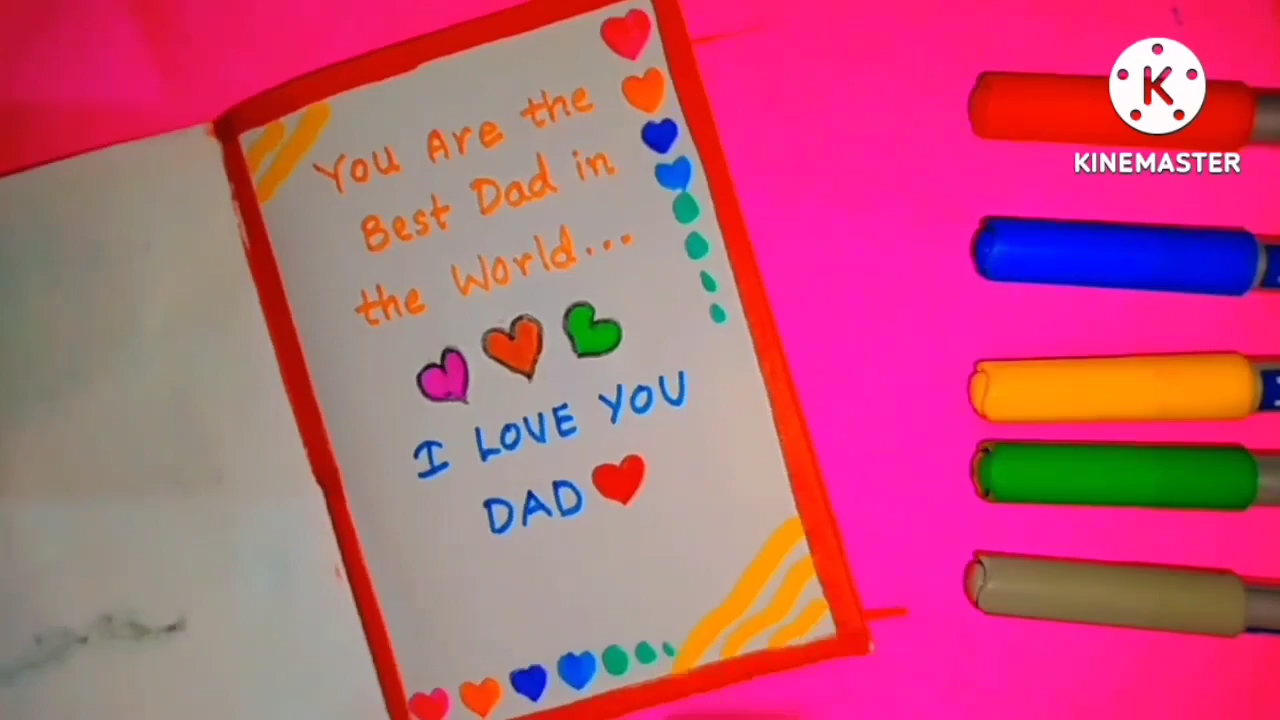 You Are the
Best Dad in
the World...
I LOVE YOU
DAD
K
KINEMASTER